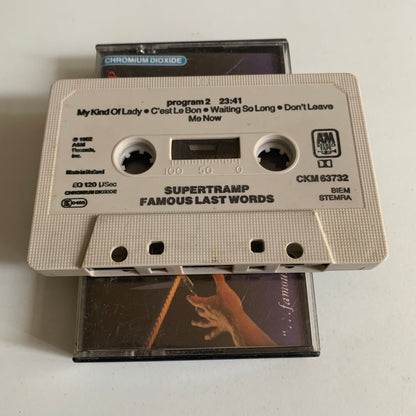 CHROMIUM DIOXIDE
program 2 23:41
My Kind Of Lady • C'est Le Bon • Waiting So Long • Don't Leave
Me Now
℗ 1982
A&M
Records,
Inc.
Made in Holland
EQ 120 μ/Sec
CHROMIUM DIOXIDE
A&M
100 50 0
SUPERTRAMP
FAMOUS LAST WORDS
CKM 63732
BIEM
STEMRA
"...famous